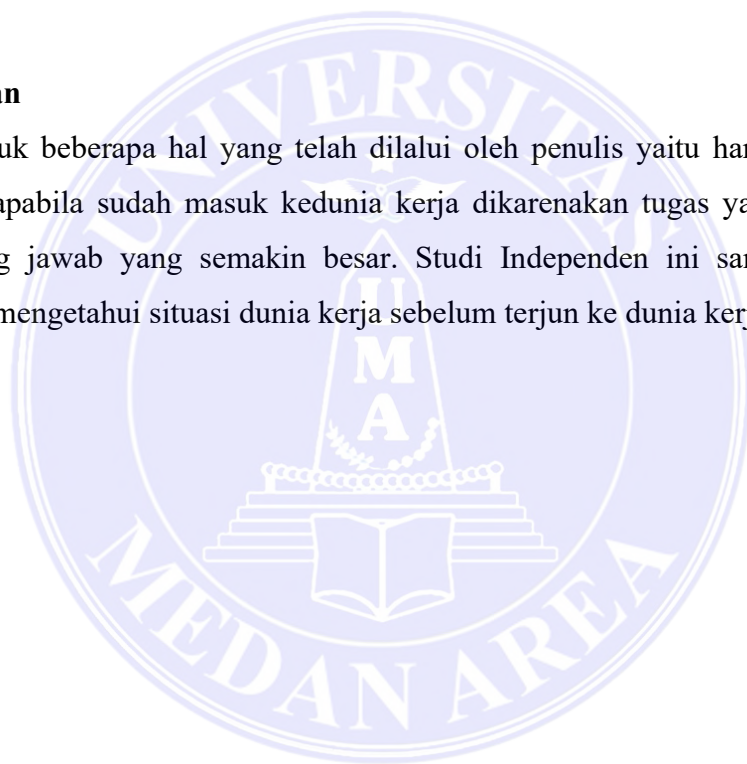 an
uk beberapa hal yang telah dilalui oleh penulis yaitu har
apabila sudah masuk kedunia kerja dikarenakan tugas ya
g jawab yang semakin besar. Studi Independen ini sar
mengetahui situasi dunia kerja sebelum terjun ke dunia kerj
UNIVERSITAS
U
M
A
MEDAN AREA